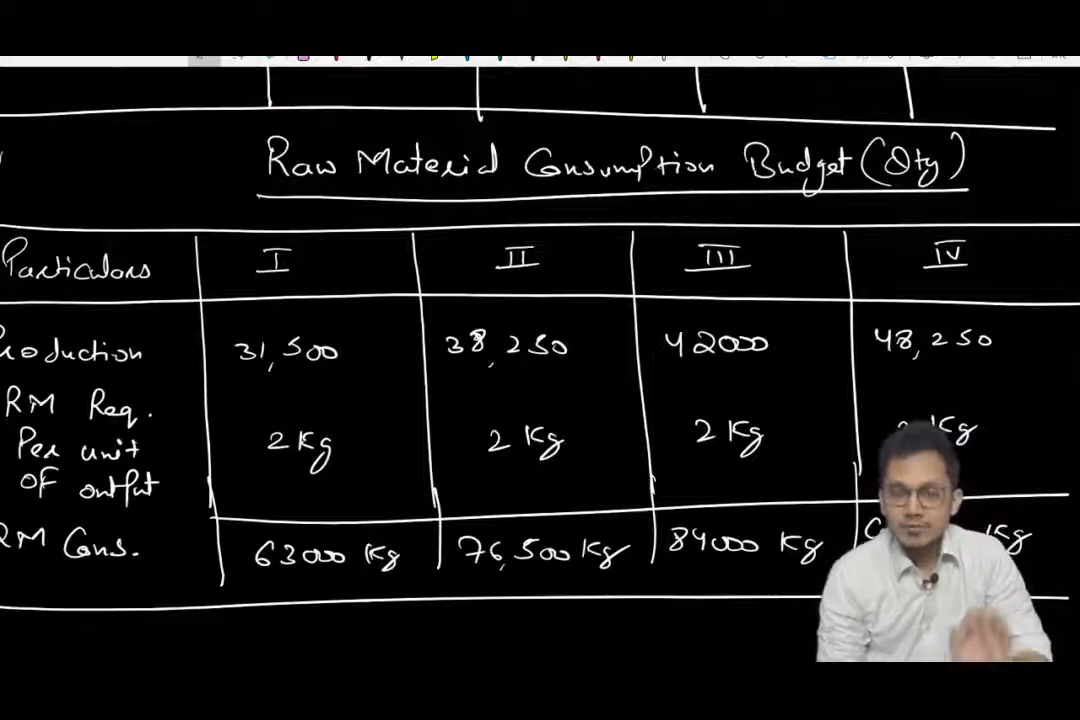 Raw Material Consumption Budget (Qty)
Particulars I II III IV
roduction 31,500 38,250 42000 48,250
RM Req.
Per unit 2 Kg 2 Kg 2 Kg Kg
OF output
RM Cons. 63000 Kg 76,500 Kg 84000 Kg Kg